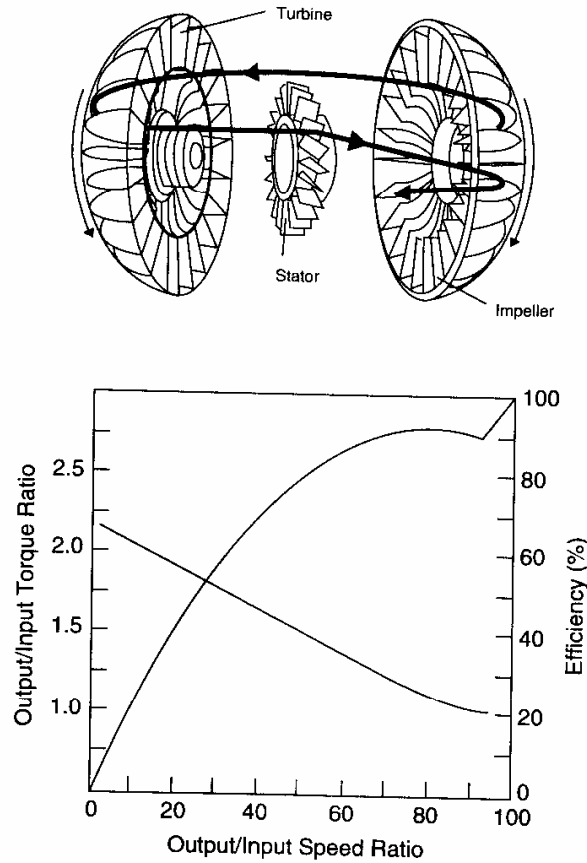 Turbine
Stator
Impeller
Output/Input Torque Ratio
2.5
2.0
1.5
1.0
100
80
60
40
20
0
Efficiency (%)
0 20 40 60 80 100
Output/Input Speed Ratio